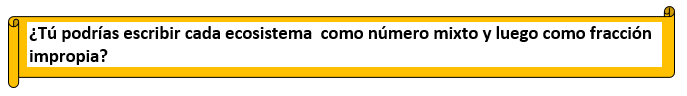 ¿Tú podrías escribir cada ecosistema como número mixto y luego como fracción
impropia?